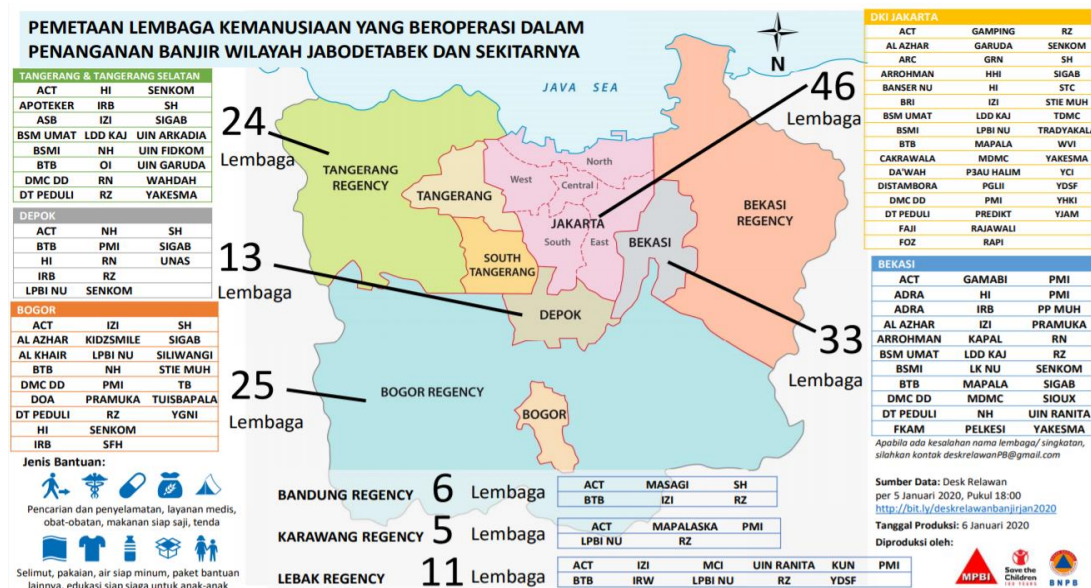 PEMETAAN LEMBAGA KEMANUSIAAN YANG BEROPERASI DALAM
PENANGANAN BANJIR WILAYAH JABODETABEK DAN SEKITARNYA
TANGERANG & TANGERANG SELATAN
ACT HI SENKOM
APOTEKER IRB SH
ASB IZI SIGAB
BSM UMAT LDD KAJ UIN ARKADIA
BSMI NH UIN FIDKOM
BTB OI UIN GARUDA
DMC DD RN WAHDAH
DT PEDULI RZ YAKESMA
DEPOK
ACT NH SH
BTB PMI SIGAB
HI RN UNAS
IRB RZ
LPBI NU SENKOM
BOGOR
ACT IZI SH
AL AZHAR KIDZSMILE SIGAB
AL KHAIR LPBI NU SILIWANGI
BTB NH STIE MUH
DMC DD PMI TB
DOA PRAMUKA TUISBAPALA
DT PEDULI RZ YGNI
HI SENKOM
IRB SFH
Jenis Bantuan:
Pencarian dan penyelamatan, layanan medis,
obat-obatan, makanan siap saji, tenda
Selimut, pakaian, air siap minum, paket bantuan
lainnya, edukasi siap siaga untuk anak-anak
24
Lembaga
13
Lembaga
25
Lembaga
N
JAVA SEA
46
Lembaga
33
Lembaga
TANGERANG
REGENCY
TANGERANG
SOUTH
TANGERANG
North
West
Central
JAKARTA
South East
BEKASI
BEKASI
REGENCY
DEPOK
BOGOR REGENCY
BOGOR
BANDUNG REGENCY 6 Lembaga
ACT MASAGI SH
BTB IZI RZ
KARAWANG REGENCY 5 Lembaga
ACT MAPALASKA PMI
LPBI NU RZ
LEBAK REGENCY 11 Lembaga
ACT IZI MCI UIN RANITA KUN PMI
BTB IRW LPBI NU RZ YDSF
DKI JAKARTA
ACT GAMPING RZ
AL AZHAR GARUDA SENKOM
ARC GRN SH
ARROHMAN HHI SIGAB
BANSER NU HI STC
BRI IZI STIE MUH
BSM UMAT LDD KAJ TDMC
BSMI LPBI NU TRADYAKAL
BTB MAPALA WVI
CAKRAWALA MDMC YAKESMA
DA'WAH P3AU HALIM YCI
DISTAMBORA PGLII YDSF
DMC DD PMI YHKI
DT PEDULI PREDIKT YJAM
FAJI RAJAWALI
FOZ RAPI
BEKASI
ACT GAMABI PMI
ADRA HI PMI
ADRA IRB PP MUH
AL AZHAR IZI PRAMUKA
ARROHMAN KAPAL RN
BSM UMAT LDD KAJ RZ
BSMI LK NU SENKOM
BTB MAPALA SIGAB
DMC DD MDMC SIOUX
DT PEDULI NH UIN RANITA
FKAM PELKESI YAKESMA
Apabila ada kesalahan nama lembaga/ singkatan,
silahkan kontak deskrelawanPB@gmail.com
Sumber Data: Desk Relawan
per 5 Januari 2020, Pukul 18:00
http://bit.ly/deskrelawanbanjirjan2020
Tanggal Produksi: 6 Januari 2020
Diproduksi oleh:
MPBI
Save the
Children
BNPB